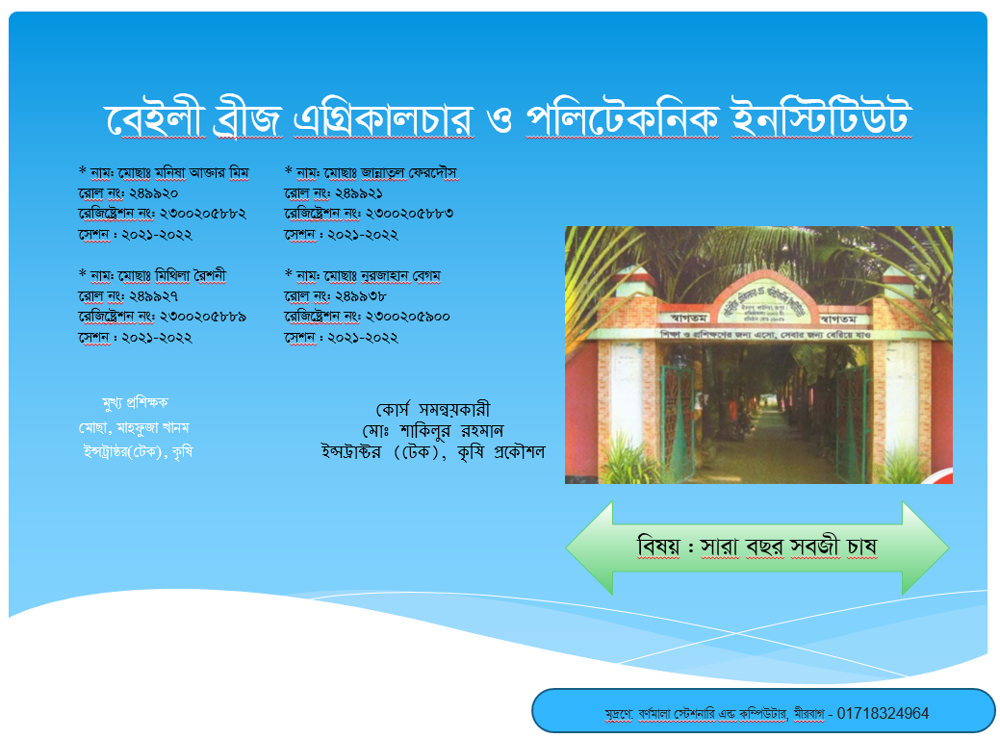 বেইলী ব্রীজ এগ্রিকালচার ও পলিটেকনিক ইনস্টিটিউট
* নাম: মোছাঃ মনিষা আক্তার মিম
রোল নং: ২৪৯৯২০
রেজিষ্ট্রেশন নং: ২৩০০২০৫৮৮২
সেশন : ২০২১-২০২২
* নাম: মোছাঃ জান্নাতুল ফেরদৌস
রোল নং: ২৪৯৯২১
রেজিষ্ট্রেশন নং: ২৩০০২০৫৮৮৩
সেশন : ২০২১-২০২২
* নাম: মোছাঃ মিথিলা রৈশনী
রোল নং: ২৪৯৯২৭
রেজিষ্ট্রেশন নং: ২৩০০২০৫৮৮৯
সেশন : ২০২১-২০২২
* নাম: মোছাঃ নুরজাহান বেগম
রোল নং: ২৪৯৯৩৮
রেজিষ্ট্রেশন নং: ২৩০০২০৫৯০০
সেশন : ২০২১-২০২২
মুখ্য প্রশিক্ষক
মোছা, মাহফুজা খানম
ইন্সট্রাষ্ঠর(টেক), কৃষি
কোর্স সমন্বয়কারী
মোঃ শাকিলুর রহমান
ইন্সট্রাক্টর (টেক), কৃষি প্রকৌশল
স্বাগতম
স্বাগতম
শিক্ষা ও প্রশিক্ষণের জন্য এসো, সেবার জন্য বেরিয়ে যাও
বিষয় : সারা বছর সবজী চাষ
মুদ্রণে: বর্ণমালা স্টেশনারি এন্ড কম্পিউটার, মীরবাগ - 01718324964